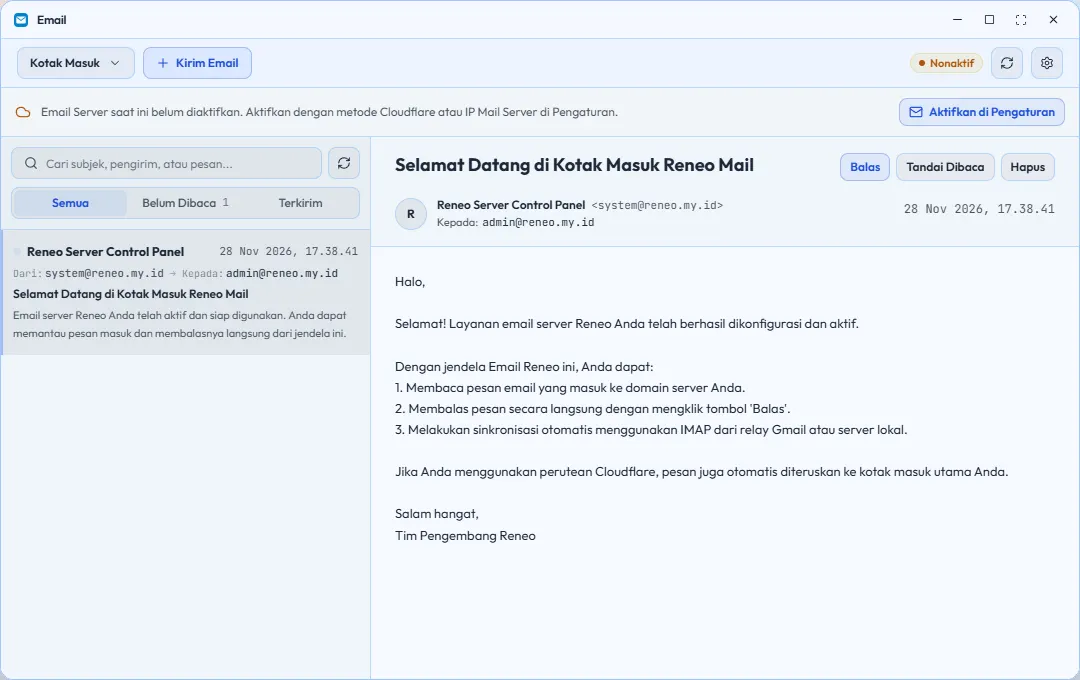 Email
Kotak Masuk
+ Kirim Email
Nonaktif
Email Server saat ini belum diaktifkan. Aktifkan dengan metode Cloudflare atau IP Mail Server di Pengaturan.
Aktifkan di Pengaturan
Cari subjek, pengirim, atau pesan...
Semua
Belum Dibaca 1
Terkirim
Reneo Server Control Panel 28 Nov 2026, 17.38.41
Dari: system@reneo.my.id → Kepada: admin@reneo.my.id
Selamat Datang di Kotak Masuk Reneo Mail
Email server Reneo Anda telah aktif dan siap digunakan. Anda dapat
memantau pesan masuk dan membalasnya langsung dari jendela ini.
Selamat Datang di Kotak Masuk Reneo Mail
Balas
Tandai Dibaca
Hapus
R
Reneo Server Control Panel <system@reneo.my.id>
Kepada: admin@reneo.my.id
28 Nov 2026, 17.38.41
Halo,
Selamat! Layanan email server Reneo Anda telah berhasil dikonfigurasi dan aktif.
Dengan jendela Email Reneo ini, Anda dapat:
1. Membaca pesan email yang masuk ke domain server Anda.
2. Membalas pesan secara langsung dengan mengklik tombol 'Balas'.
3. Melakukan sinkronisasi otomatis menggunakan IMAP dari relay Gmail atau server lokal.
Jika Anda menggunakan perutean Cloudflare, pesan juga otomatis diteruskan ke kotak masuk utama Anda.
Salam hangat,
Tim Pengembang Reneo